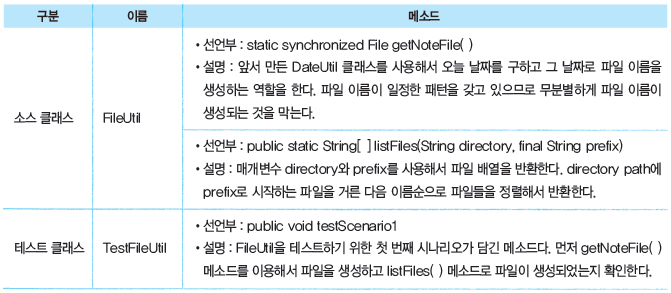 구분 이름 메소드
• 선언부 : static synchronized File getNoteFile( )
• 설명 : 앞서 만든 DateUtil 클래스를 사용해서 오늘 날짜를 구하고 그 날짜로 파일 이름을
생성하는 역할을 한다. 파일 이름이 일정한 패턴을 갖고 있으므로 무분별하게 파일 이름이
생성되는 것을 막는다.
소스 클래스 FileUtil
• 선언부 : public static String[ ] listFiles(String directory, final String prefix)
• 설명 : 매개변수 directory와 prefix를 사용해서 파일 배열을 반환한다. directory path에
prefix로 시작하는 파일을 거른 다음 이름순으로 파일들을 정렬해서 반환한다.
• 선언부 : public void testScenario1
테스트 클래스 TestFileUtil
• 설명 : FileUtil을 테스트하기 위한 첫 번째 시나리오가 담긴 메소드다. 먼저 getNoteFile( )
메소드를 이용해서 파일을 생성하고 listFiles( ) 메소드로 파일이 생성되었는지 확인한다.